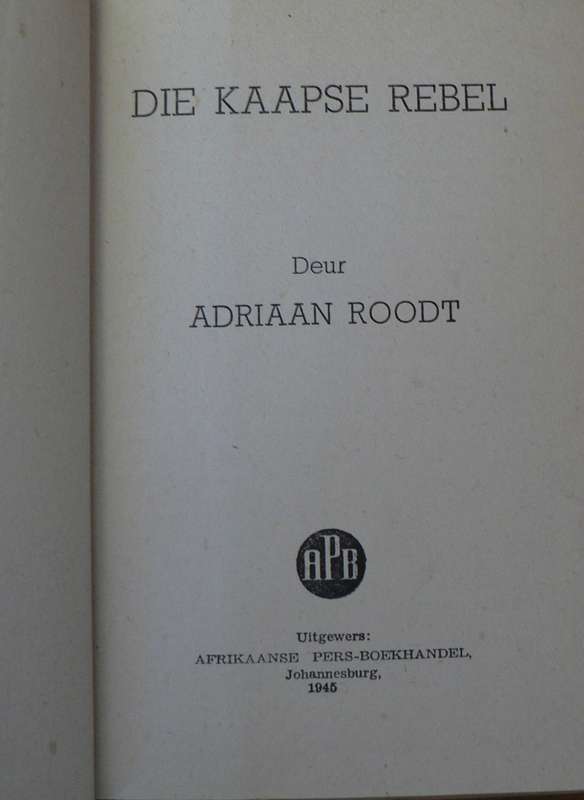 DIE KAAPSE REBEL
Deur
ADRIAAN ROODT
APB
Uitgewers:
AFRIKAANSE PERS-BOEKHANDEL,
Johannesburg,
1945